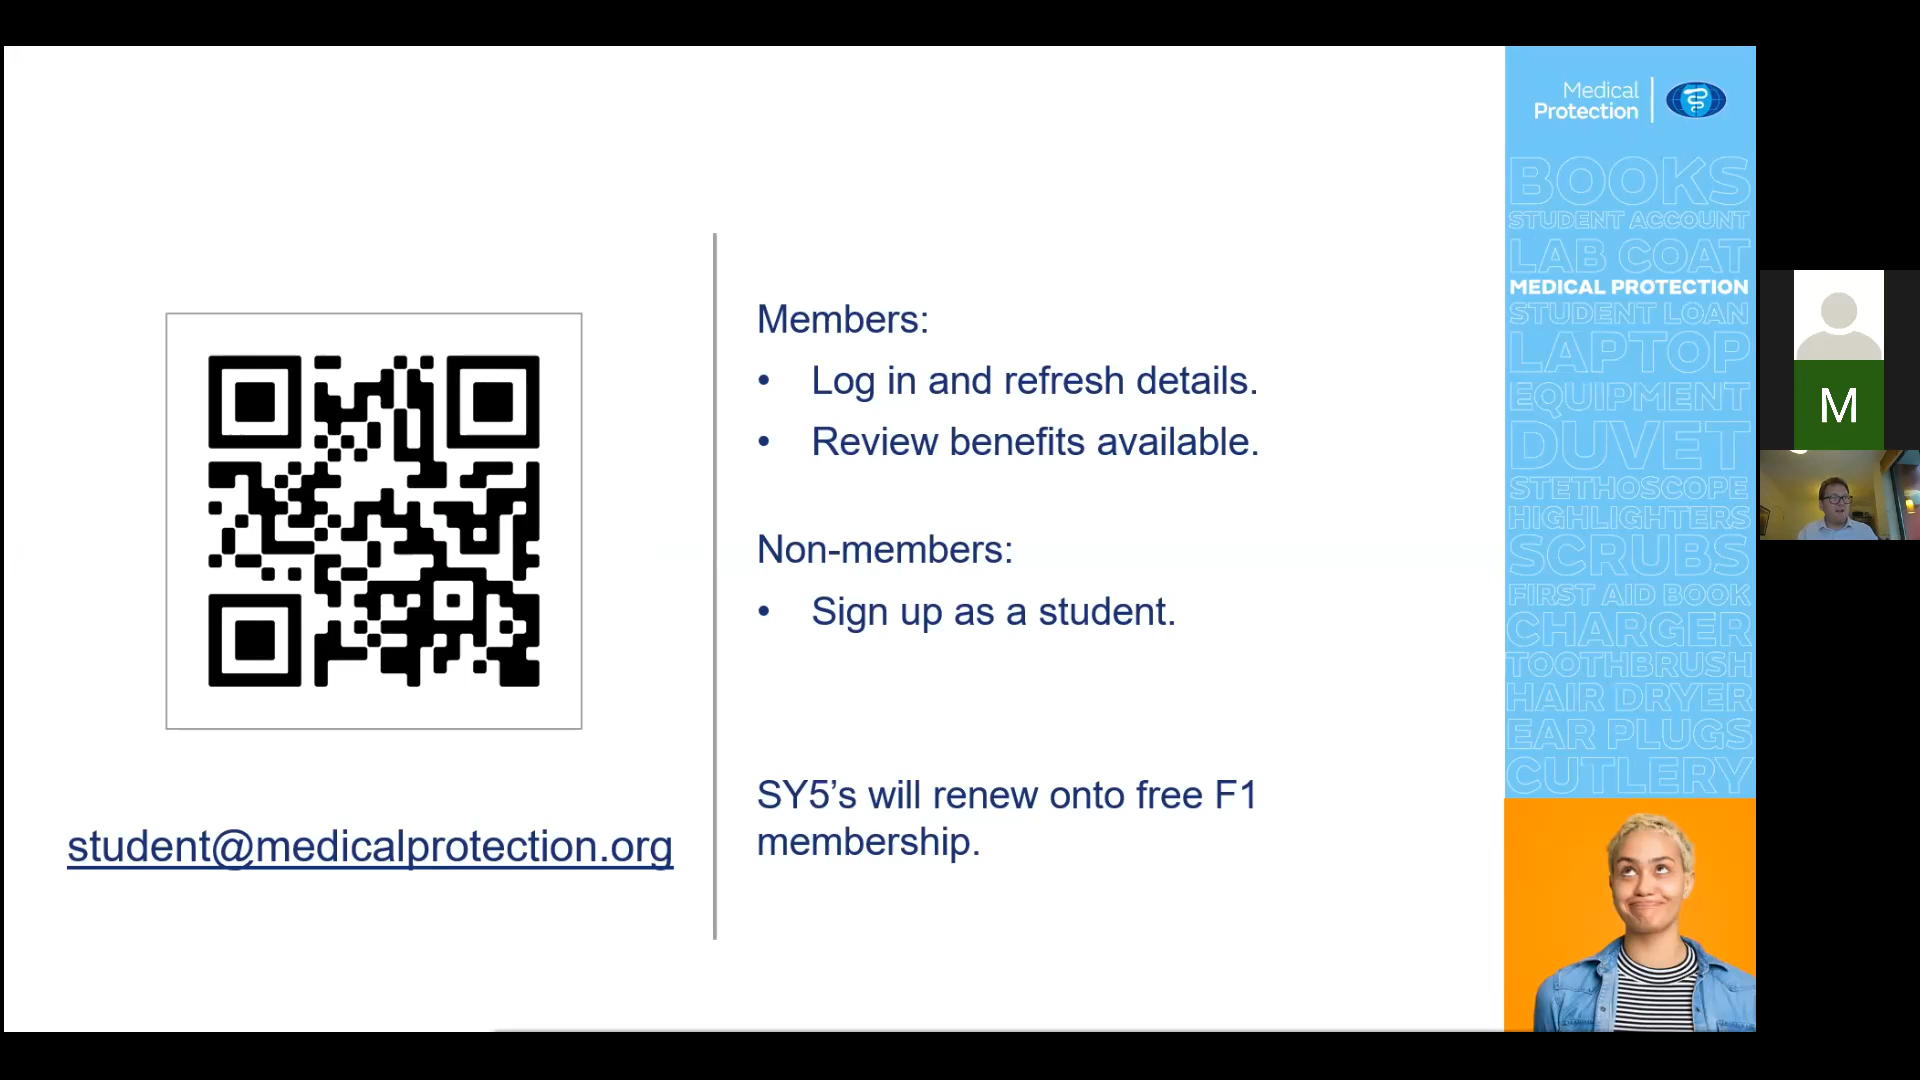 Medical
Protection
BOOKS
STUDENT ACCOUNT
LAB COAT
MEDICAL PROTECTION
STUDENT LOAN
LAPTOP
EQUIPMENT
DUVET
STETHOSCOPE
HIGHLIGHTERS
SCRUBS
FIRST AID BOOK
CHARGER
TOOTHBRUSH
HAIR DRYER
EAR PLUGS
CUTLERY
student@medicalprotection.org
Members:
• Log in and refresh details.
• Review benefits available.
Non-members:
• Sign up as a student.
SY5’s will renew onto free F1
membership.
M